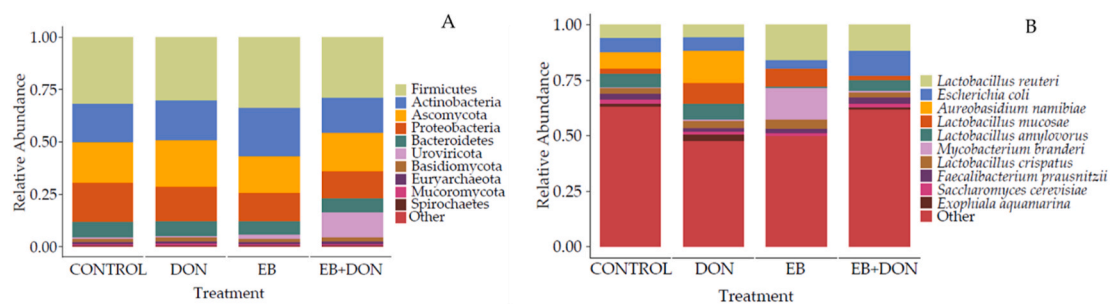 A
1.00
0.75
0.50
0.25
0.00
Relative Abundance
CONTROL DON EB EB+DON
Treatment
Firmicutes
Actinobacteria
Ascomycota
Proteobacteria
Bacteroidetes
Uroviricota
Basidiomycota
Euryarchaeota
Mucoromycota
Spirochaetes
Other
B
1.00
0.75
0.50
0.25
0.00
Relative Abundance
CONTROL DON EB EB+DON
Treatment
Lactobacillus reuteri
Escherichia coli
Aureobasidium namibiae
Lactobacillus mucosae
Lactobacillus amylovorus
Mycobacterium branderi
Lactobacillus crispatus
Faecalibacterium prausnitzii
Saccharomyces cerevisiae
Exophiala aquamarina
Other